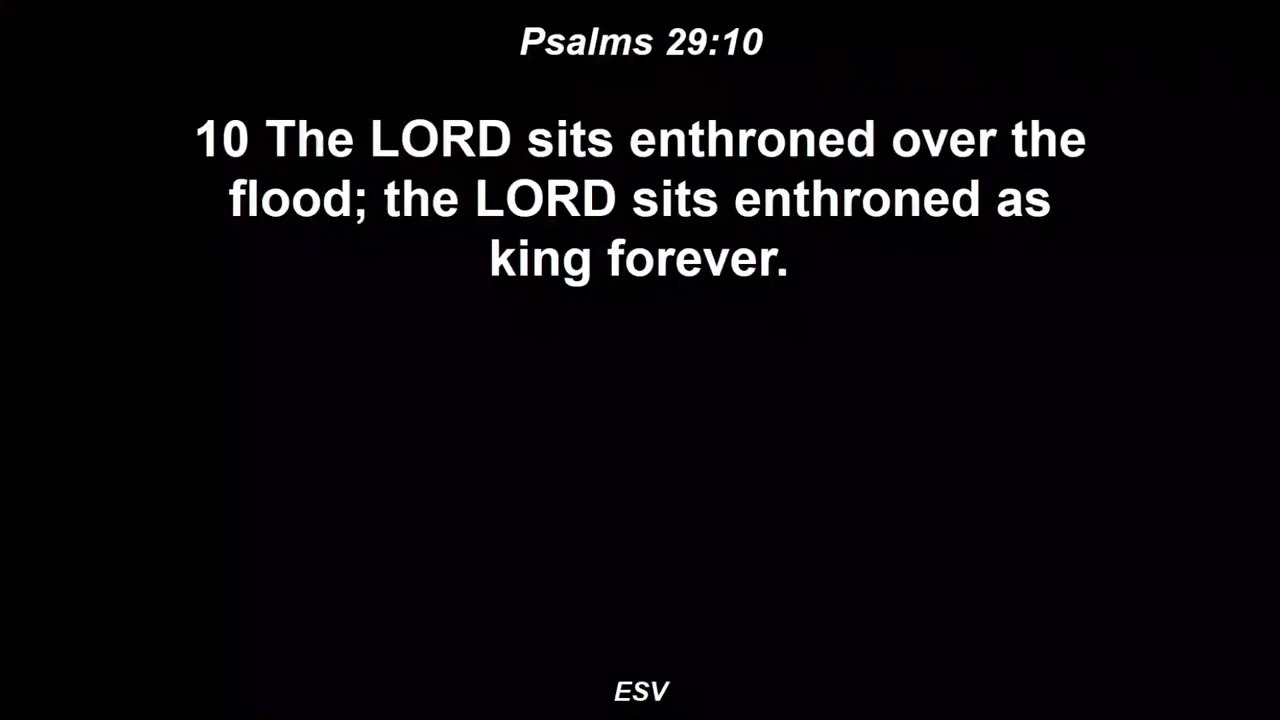 Psalms 29:10
10 The LORD sits enthroned over the
flood; the LORD sits enthroned as
king forever.
ESV